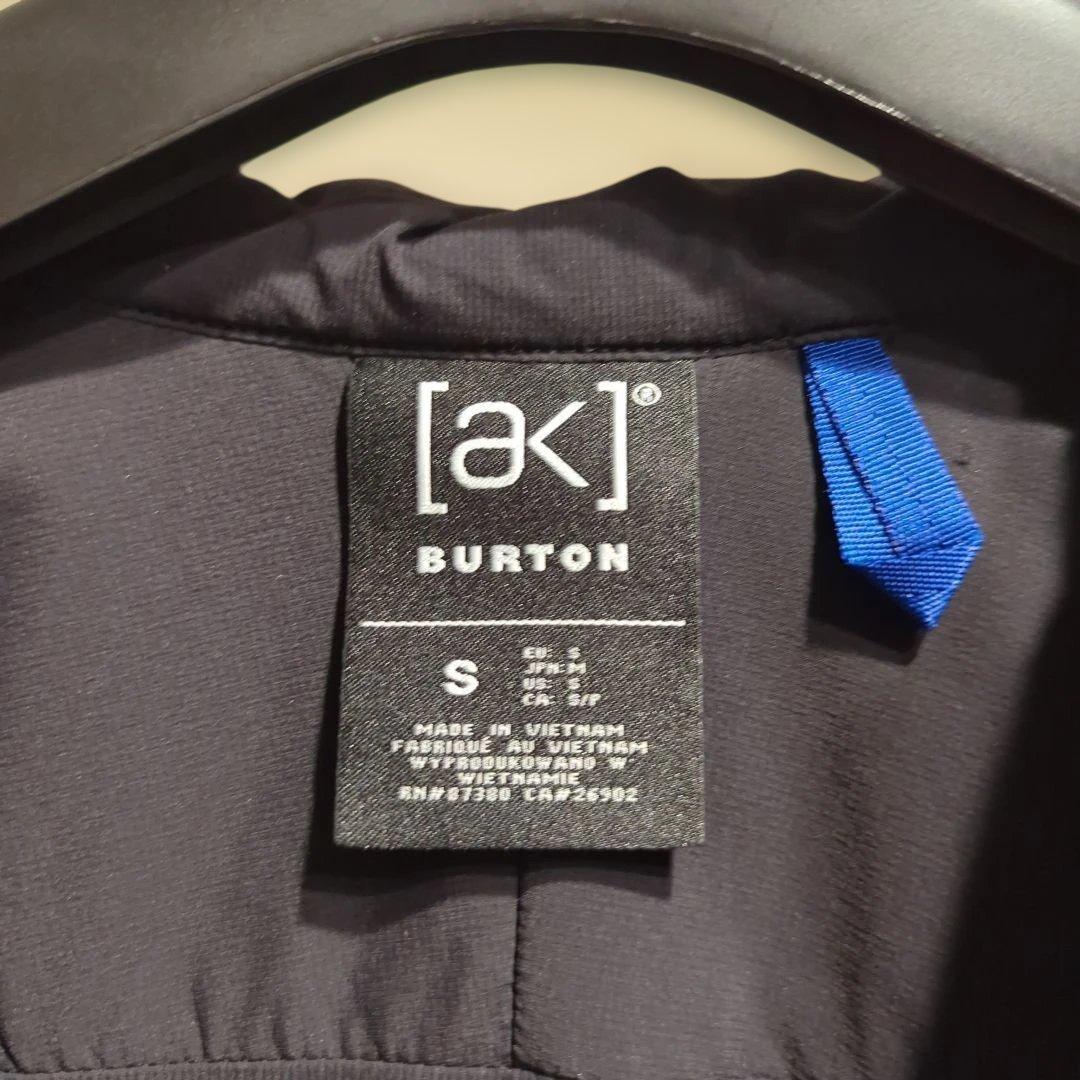 [ak]®
BURTON
S
EU: S
JPN: M
US: S
CA: S/P
MADE IN VIETNAM
FABRIQUÉ AU VIETNAM
WYPRODUKOWANO W
WIETNAMIE
RN#87380 CA#26902